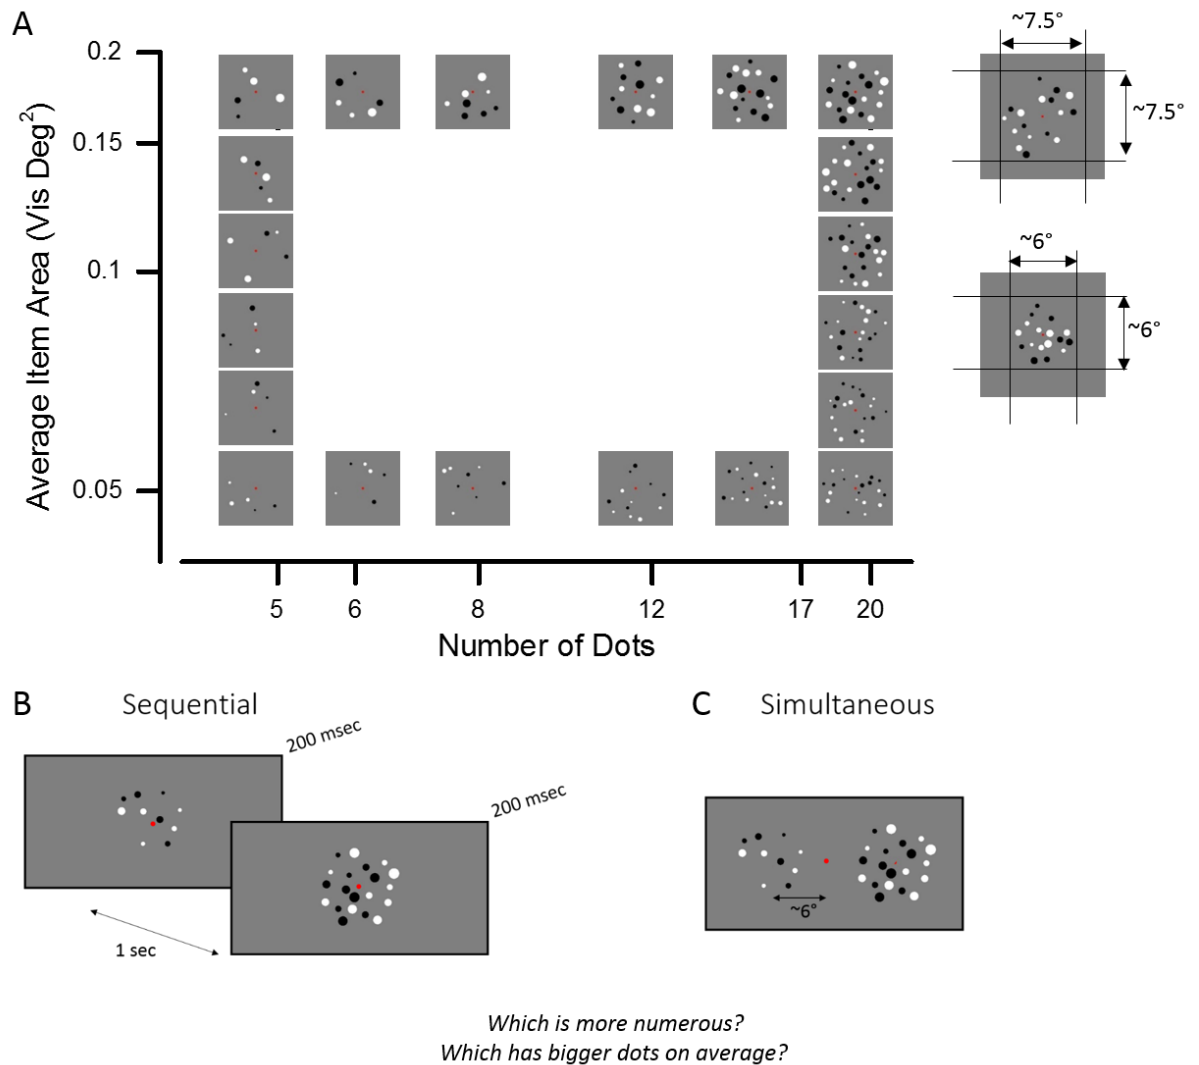 A
Average Item Area (Vis Deg²)
0.2
0.15
0.1
0.05
5 6 8 12 17 20
Number of Dots
~7.5°
~7.5°
~6°
~6°
B Sequential
200 msec
200 msec
1 sec
C Simultaneous
~6°
Which is more numerous?
Which has bigger dots on average?